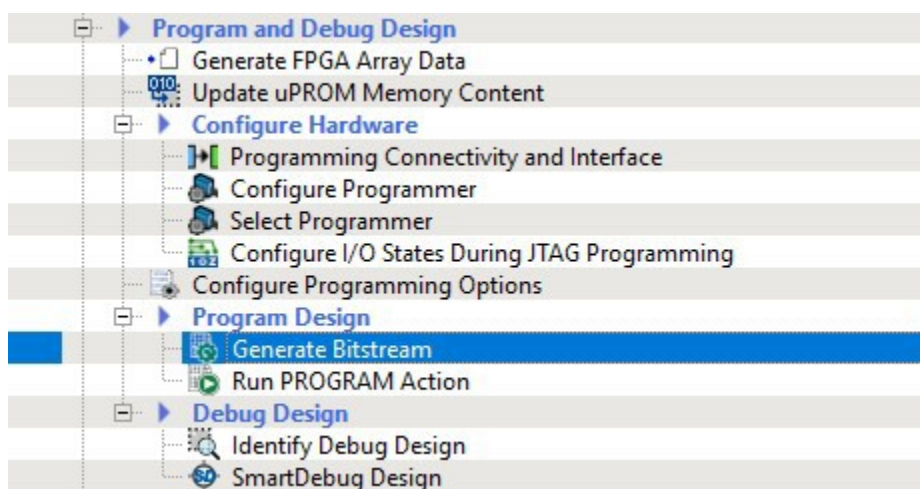 Program and Debug Design
Generate FPGA Array Data
Update uPROM Memory Content
Configure Hardware
Programming Connectivity and Interface
Configure Programmer
Select Programmer
Configure I/O States During JTAG Programming
Configure Programming Options
Program Design
Generate Bitstream
Run PROGRAM Action
Debug Design
Identify Debug Design
SmartDebug Design